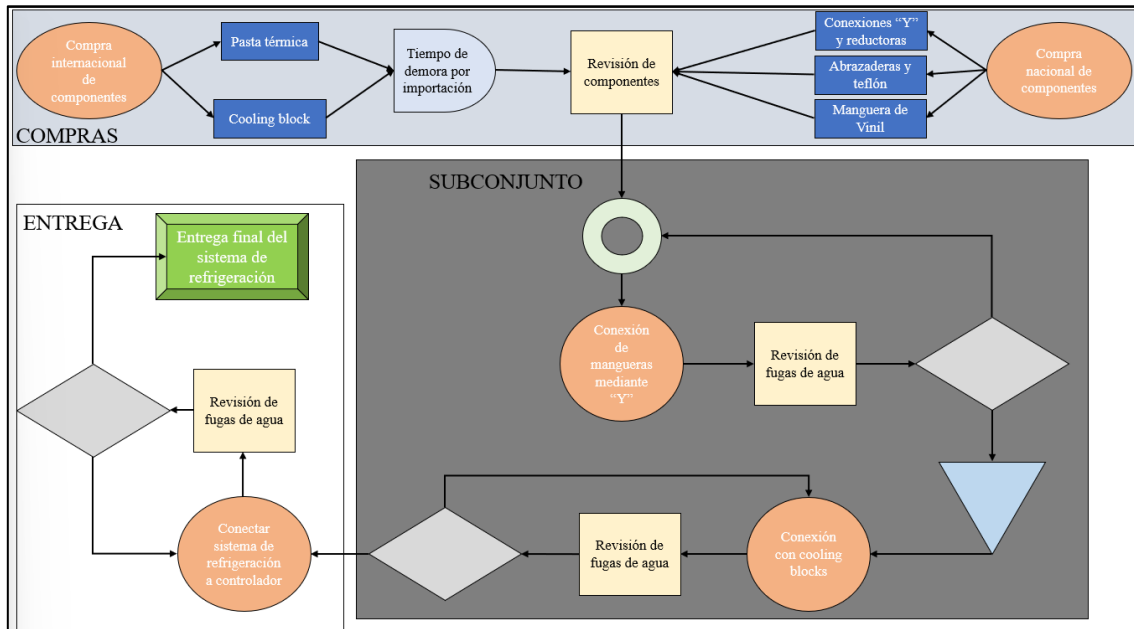 Compra
internacional
de
componentes
Pasta térmica
Cooling block
Tiempo de
demora por
importación
Revisión de
componentes
Conexiones “Y”
y reductoras
Abrazaderas y
teflón
Manguera de
Vinil
Compra
nacional de
componentes
COMPRAS
SUBCONJUNTO
ENTREGA
Entrega final del
sistema de
refrigeración
Conexión
de
mangueras
mediante
“Y”
Revisión de
fugas de agua
Revisión de
fugas de agua
Conectar
sistema de
refrigeración
a controlador
Revisión de
fugas de agua
Conexión
con cooling
blocks